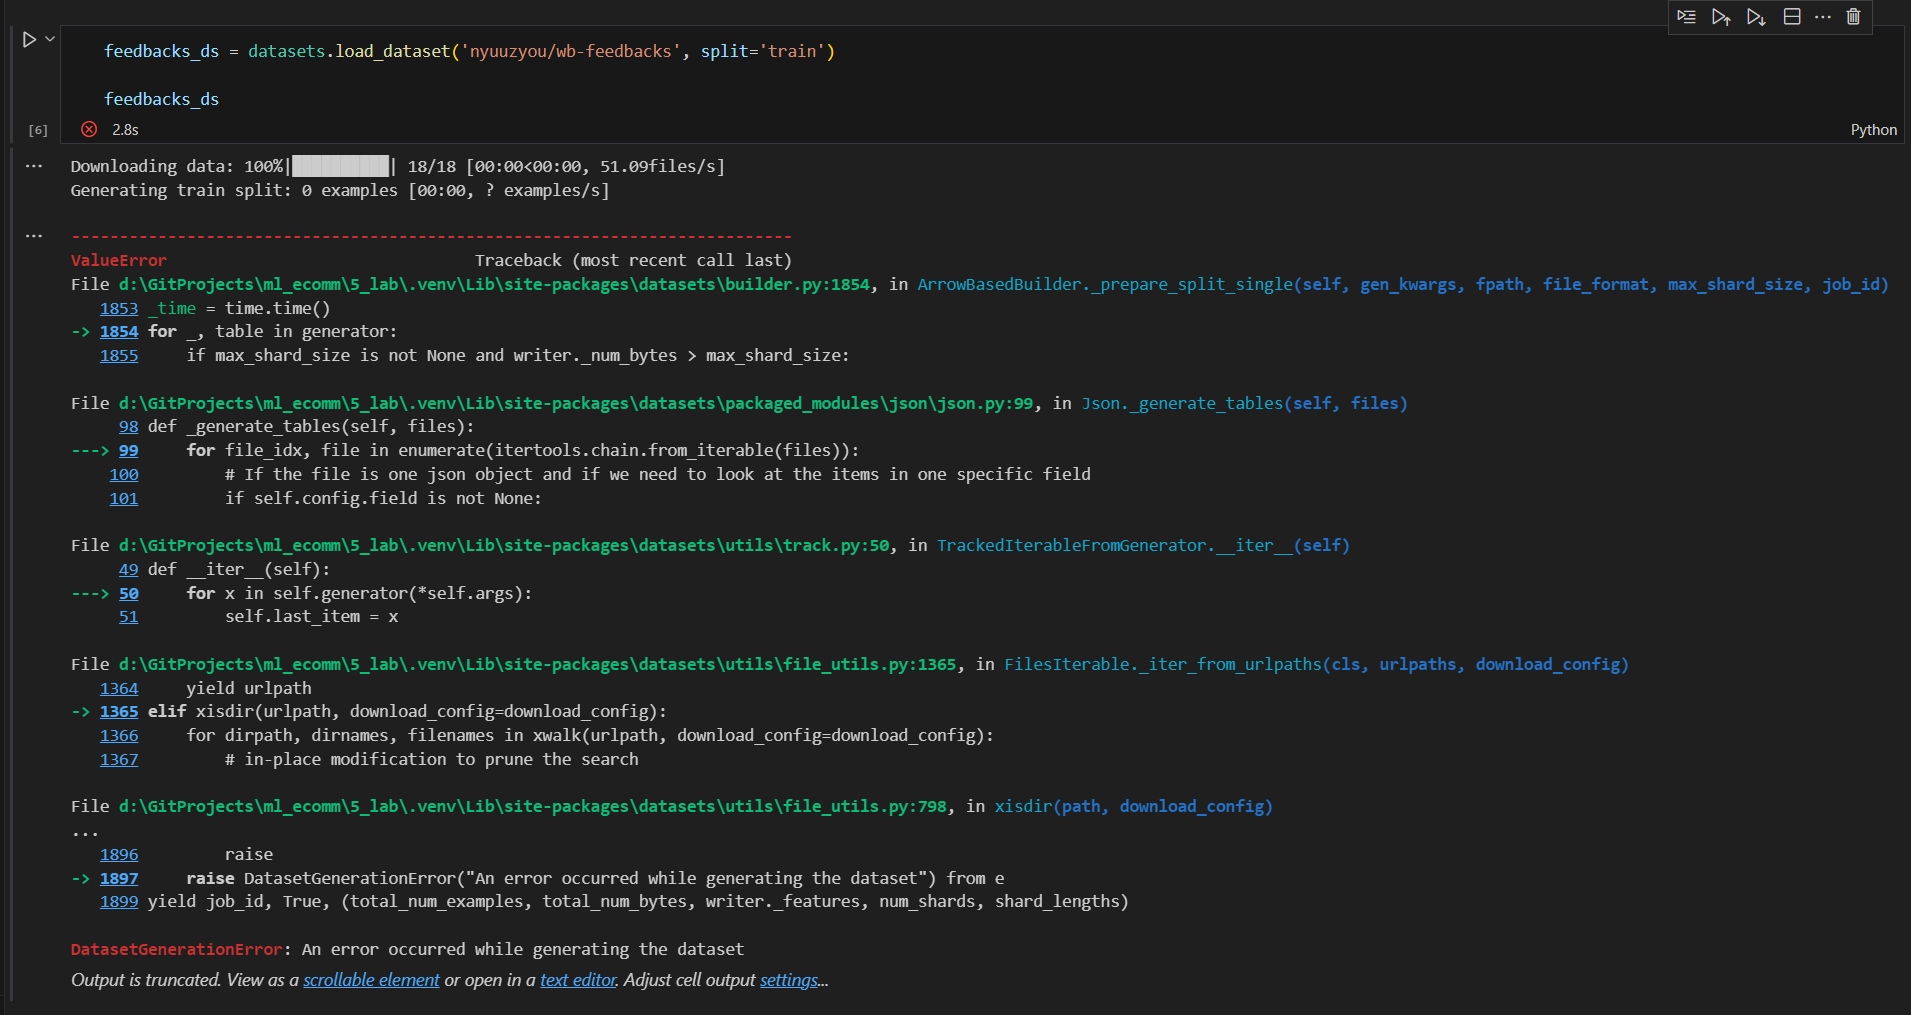 feedbacks_ds = datasets.load_dataset('nyuuzyou/wb-feedbacks', split='train')
feedbacks_ds
[6] 2.8s Python
Downloading data: 100%|██████████| 18/18 [00:00<00:00, 51.09files/s]
Generating train split: 0 examples [00:00, ? examples/s]
---------------------------------------------------------------------------
ValueError                                Traceback (most recent call last)
File d:\GitProjects\ml_ecomm\5_lab\.venv\Lib\site-packages\datasets\builder.py:1854, in ArrowBasedBuilder._prepare_split_single(self, gen_kwargs, fpath, file_format, max_shard_size, job_id)
   1853 _time = time.time()
-> 1854 for _, table in generator:
   1855     if max_shard_size is not None and writer._num_bytes > max_shard_size:
File d:\GitProjects\ml_ecomm\5_lab\.venv\Lib\site-packages\datasets\packaged_modules\json\json.py:99, in Json._generate_tables(self, files)
     98 def _generate_tables(self, files):
---> 99     for file_idx, file in enumerate(itertools.chain.from_iterable(files)):
    100         # If the file is one json object and if we need to look at the items in one specific field
    101         if self.config.field is not None:
File d:\GitProjects\ml_ecomm\5_lab\.venv\Lib\site-packages\datasets\utils\track.py:50, in TrackedIterableFromGenerator.__iter__(self)
     49 def __iter__(self):
---> 50     for x in self.generator(*self.args):
     51         self.last_item = x
File d:\GitProjects\ml_ecomm\5_lab\.venv\Lib\site-packages\datasets\utils\file_utils.py:1365, in FilesIterable._iter_from_urlpaths(cls, urlpaths, download_config)
   1364     yield urlpath
-> 1365 elif xisdir(urlpath, download_config=download_config):
   1366     for dirpath, dirnames, filenames in xwalk(urlpath, download_config=download_config):
   1367         # in-place modification to prune the search
File d:\GitProjects\ml_ecomm\5_lab\.venv\Lib\site-packages\datasets\utils\file_utils.py:798, in xisdir(path, download_config)
...
   1896         raise
-> 1897     raise DatasetGenerationError("An error occurred while generating the dataset") from e
   1899 yield job_id, True, (total_num_examples, total_num_bytes, writer._features, num_shards, shard_lengths)
DatasetGenerationError: An error occurred while generating the dataset
Output is truncated. View as a scrollable element or open in a text editor. Adjust cell output settings...